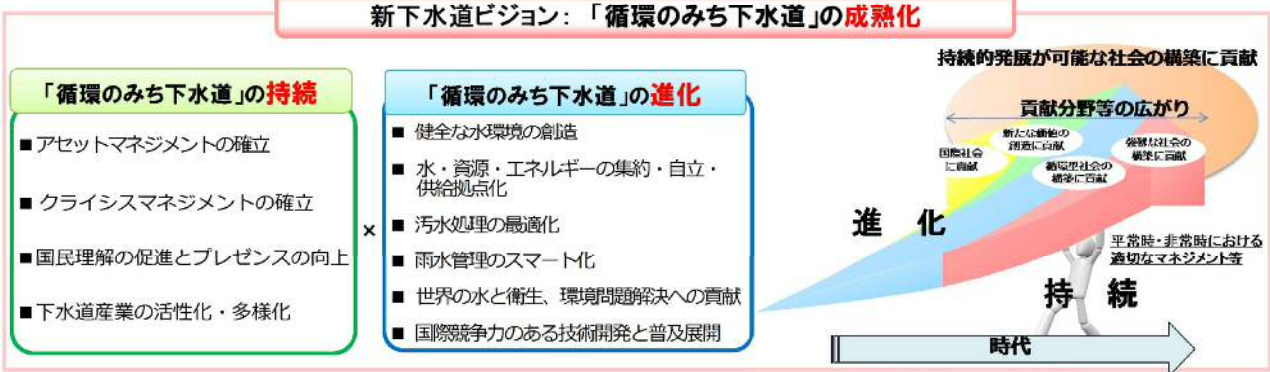 新下水道ビジョン：「循環のみち下水道」の成熟化
「循環のみち下水道」の持続
■アセットマネジメントの確立
■クライシスマネジメントの確立
■国民理解の促進とプレゼンスの向上
■下水道産業の活性化・多様化
×
「循環のみち下水道」の進化
■ 健全な水環境の創造
■ 水・資源・エネルギーの集約・自立・
供給拠点化
■ 汚水処理の最適化
■ 雨水管理のスマート化
■ 世界の水と衛生、環境問題解決への貢献
■ 国際競争力のある技術開発と普及展開
持続的発展が可能な社会の構築に貢献
貢献分野等の広がり
国際社会
に貢献
新たな価値の
創造に貢献
循環型社会の
構築に貢献
強靱な社会の
構築に貢献
進 化
平常時・非常時における
適切なマネジメント等
持 続
時代